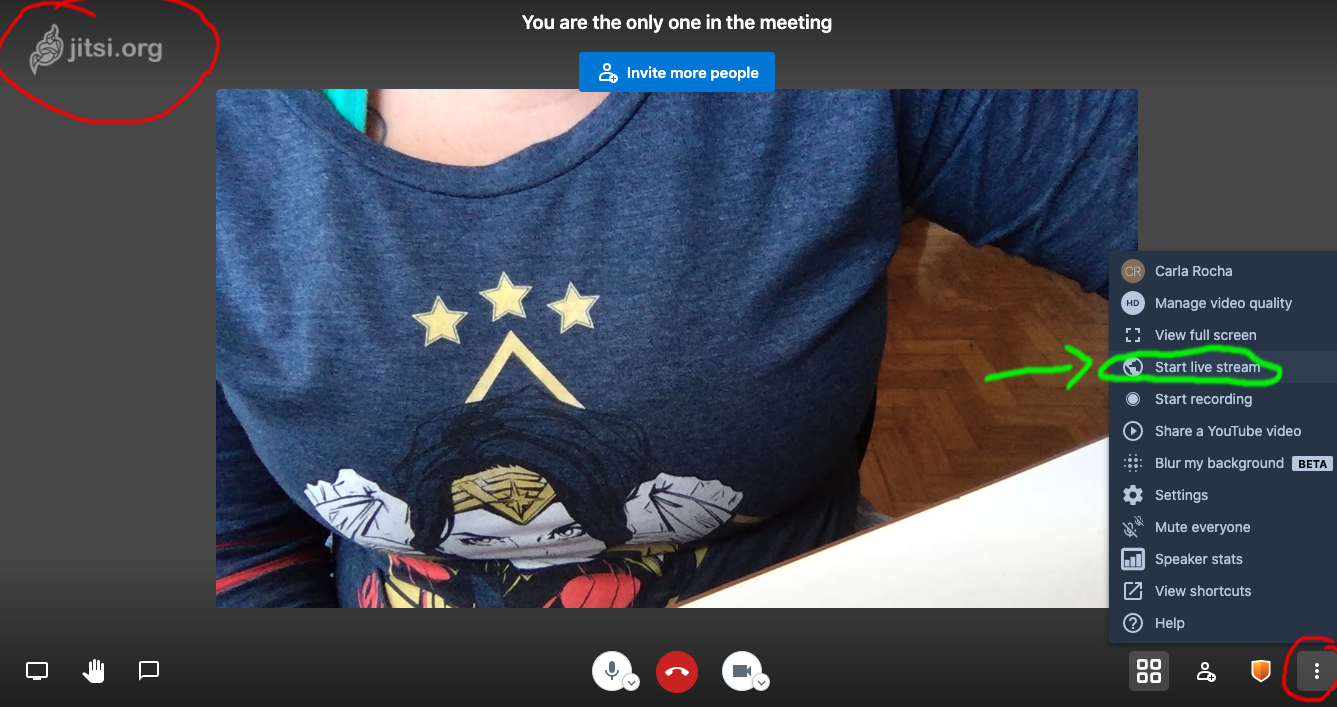 jitsi.org
You are the only one in the meeting
Invite more people
CR Carla Rocha
HD Manage video quality
View full screen
Start live stream
Start recording
Share a YouTube video
Blur my background BETA
Settings
Mute everyone
Speaker stats
View shortcuts
? Help